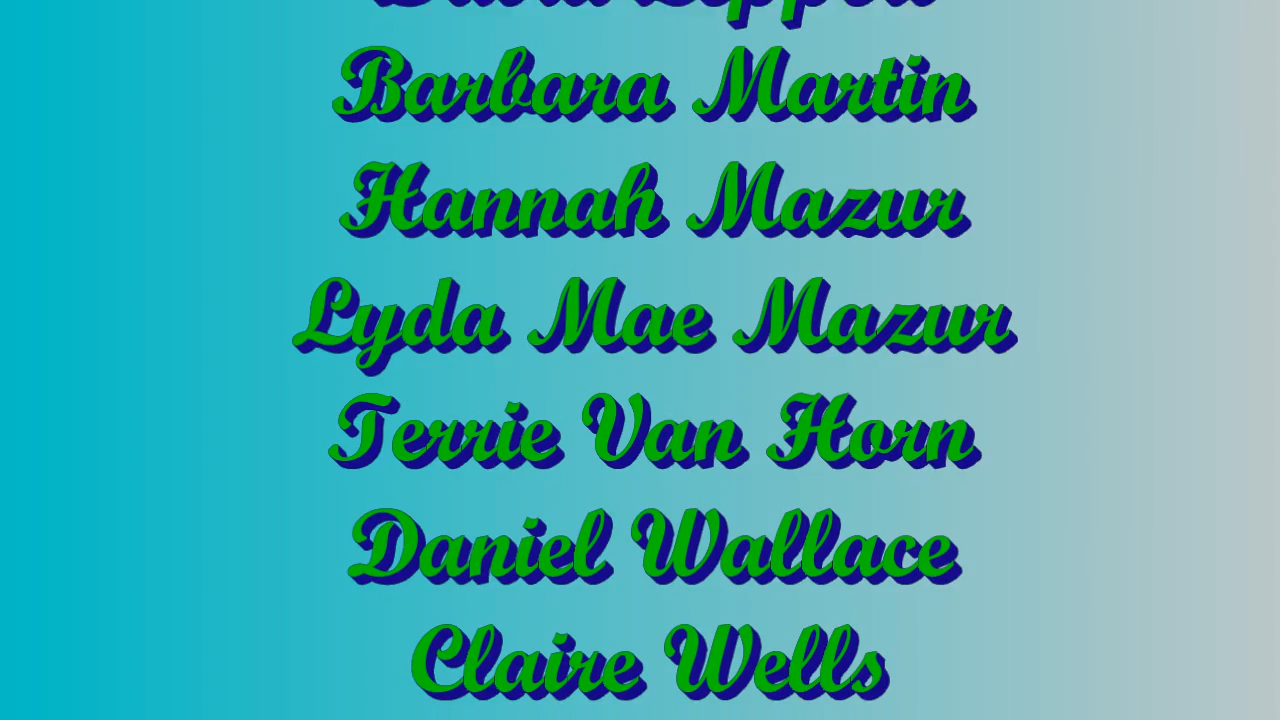 Barbara Martin
Hannah Mazur
Lyda Mae Mazur
Terrie Van Horn
Daniel Wallace
Claire Wells